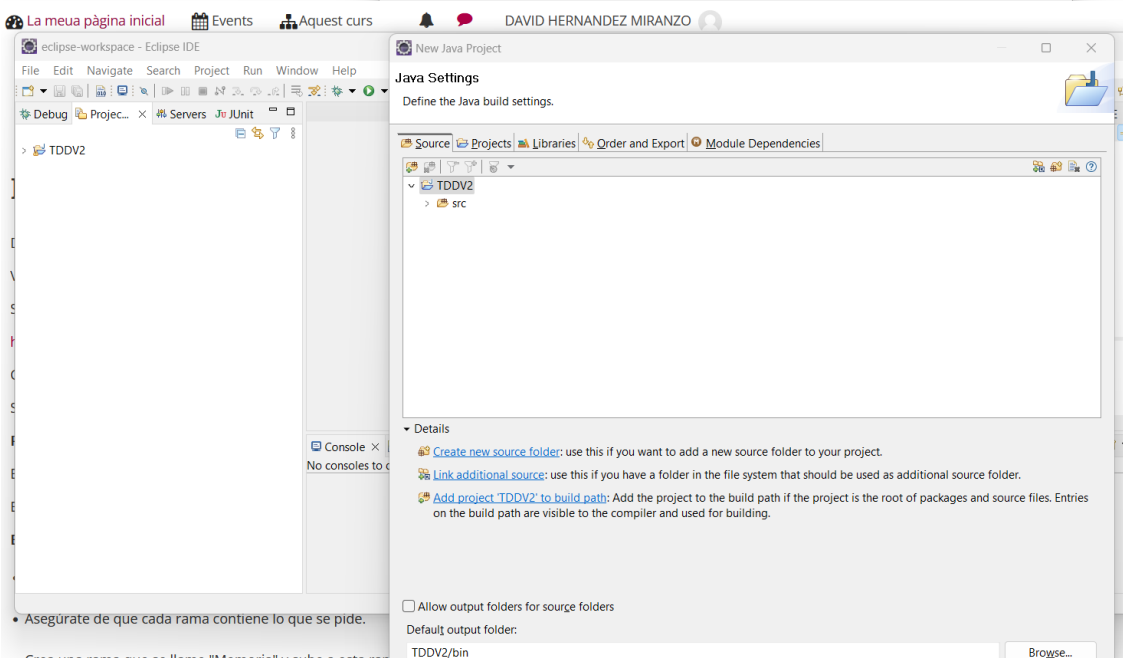 La meua pàgina inicial Events Aquest curs DAVID HERNANDEZ MIRANZO
eclipse-workspace - Eclipse IDE
File Edit Navigate Search Project Run Window Help
Debug Projec... Servers JUnit
TDDV2
Console
No consoles to
New Java Project
Java Settings
Define the Java build settings.
Source Projects Libraries Order and Export Module Dependencies
TDDV2
src
Details
Create new source folder: use this if you want to add a new source folder to your project.
Link additional source: use this if you have a folder in the file system that should be used as additional source folder.
Add project 'TDDV2' to build path: Add the project to the build path if the project is the root of packages and source files. Entries
on the build path are visible to the compiler and used for building.
Allow output folders for source folders
Default output folder:
TDDV2/bin Browse...
• Asegúrate de que cada rama contiene lo que se pide.